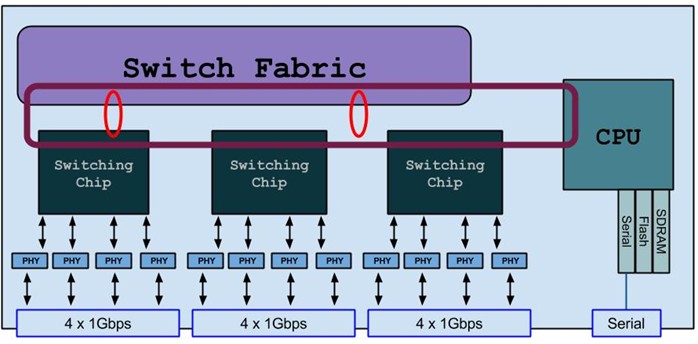 Switch Fabric
CPU
Switching
Chip
Switching
Chip
Switching
Chip
Serial
Flash
SDRAM
PHY
PHY
PHY
PHY
PHY
PHY
PHY
PHY
PHY
PHY
PHY
PHY
4 x 1Gbps
4 x 1Gbps
4 x 1Gbps
Serial